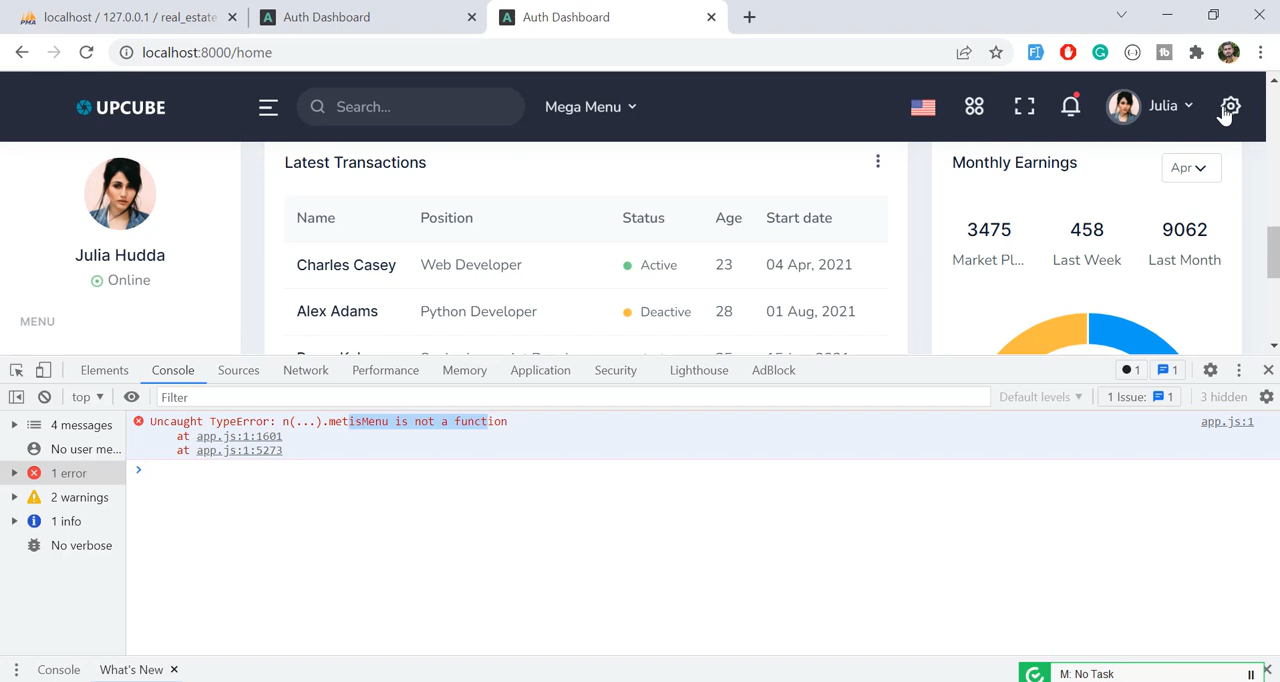 localhost / 127.0.0.1 / real_estate
Auth Dashboard
Auth Dashboard
localhost:8000/home
UPCUBE
Search...
Mega Menu
Julia
Julia Hudda
Online
MENU
Latest Transactions
Name Position Status Age Start date
Charles Casey Web Developer Active 23 04 Apr, 2021
Alex Adams Python Developer Deactive 28 01 Aug, 2021
Monthly Earnings
Apr
3475 458 9062
Market Pl... Last Week Last Month
Elements Console Sources Network Performance Memory Application Security Lighthouse AdBlock
1 1
top Filter Default levels 1 Issue: 1 3 hidden
4 messages
No user me...
1 error
2 warnings
1 info
No verbose
Uncaught TypeError: n(...).metisMenu is not a function app.js:1
at app.js:1:1601
at app.js:1:5273
Console What's New
M: No Task